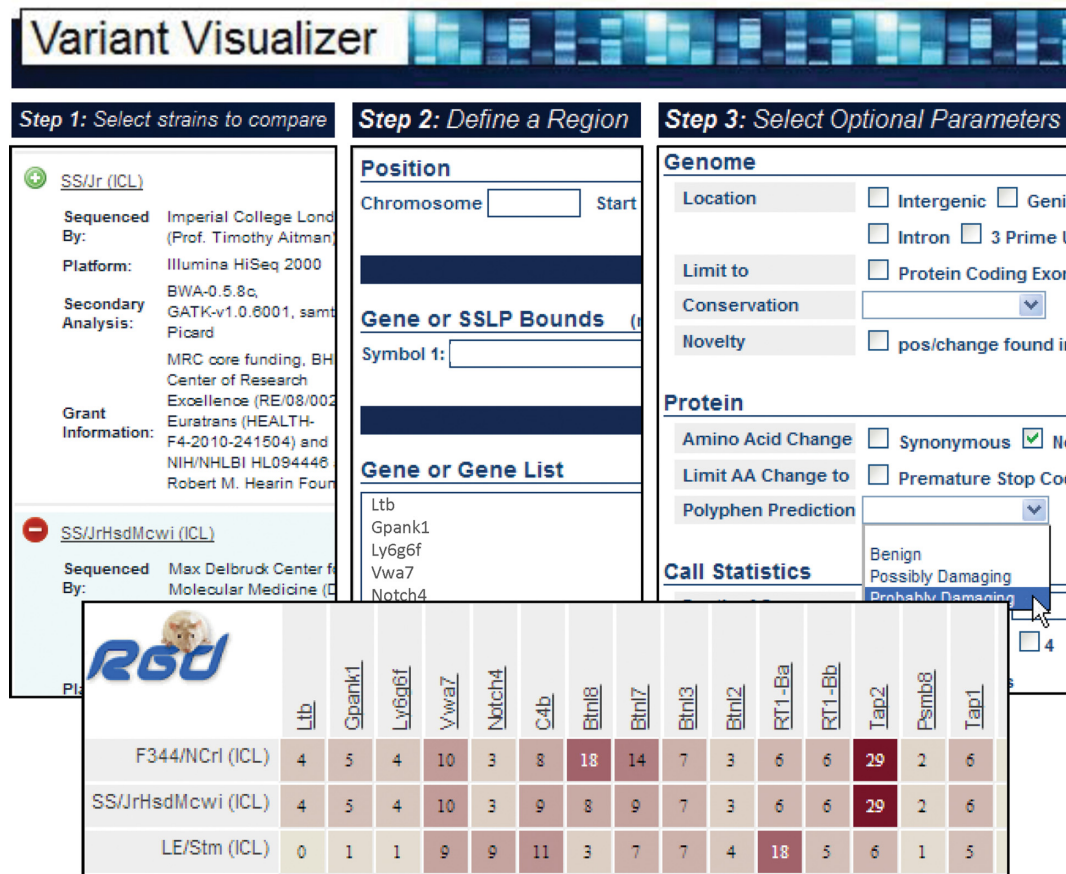 Variant Visualizer
Step 1: Select strains to compare
SS/Jr (ICL)
Sequenced By: Imperial College Lond
(Prof. Timothy Aitman)
Platform: Illumina HiSeq 2000
Secondary Analysis: BWA-0.5.8c,
GATK-v1.0.6001, samt
Picard
Grant Information: MRC core funding, BH
Center of Research
Excellence (RE/08/002
Euratrans (HEALTH-
F4-2010-241504) and
NIH/NHLBI HL094446
Robert M. Hearin Foun
SS/JrHsdMcwi (ICL)
Sequenced By: Max Delbruck Center f
Molecular Medicine (D
Pla
Step 2: Define a Region
Position
Chromosome Start
Gene or SSLP Bounds
Symbol 1:
Gene or Gene List
Ltb
Gpank1
Ly6g6f
Vwa7
Notch4
Step 3: Select Optional Parameters
Genome
Location Intergenic Geni
Intron 3 Prime U
Limit to Protein Coding Exon
Conservation
Novelty pos/change found i
Protein
Amino Acid Change Synonymous No
Limit AA Change to Premature Stop Co
Polyphen Prediction
Benign
Possibly Damaging
Probably Damaging
Call Statistics
4
RGD
Ltb Gpank1 Ly6g6f Vwa7 Notch4 C4b Btnl8 Btnl7 Btnl3 Btnl2 RT1-Ba RT1-Bb Tap2 Psmb8 Tap1
F344/NCrl (ICL) 4 5 4 10 3 8 18 14 7 3 6 6 29 2 6
SS/JrHsdMcwi (ICL) 4 5 4 10 3 9 8 9 7 3 6 6 29 2 6
LE/Stm (ICL) 0 1 1 9 9 11 3 7 7 4 18 5 6 1 5